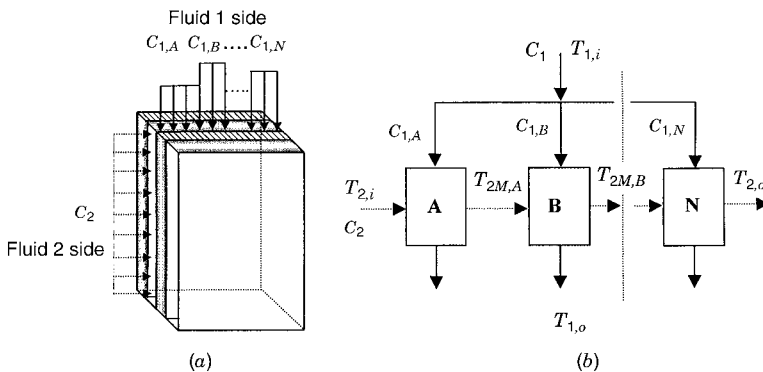 Fluid 1 side
C1,A C1,B .... C1,N
C2
Fluid 2 side
(a)
C1 T1,i
C1,A C1,B C1,N
T2,i T2M,A T2M,B T2,o
C2
A B N
T1,o
(b)